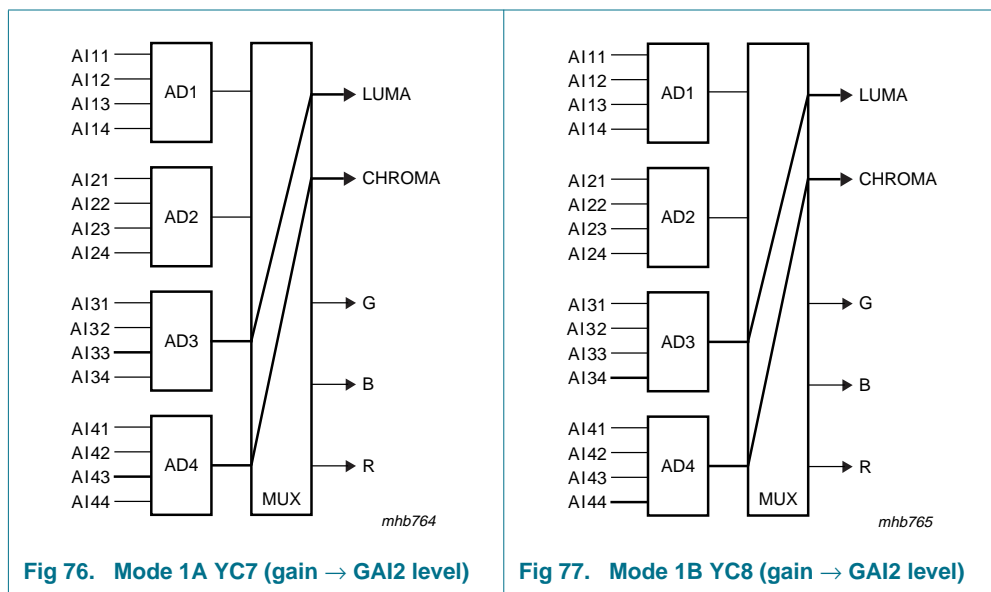 AI11
AI12
AI13
AI14
AD1
AI21
AI22
AI23
AI24
AD2
AI31
AI32
AI33
AI34
AD3
AI41
AI42
AI43
AI44
AD4
MUX
LUMA
CHROMA
G
B
R
mhb764
Fig 76. Mode 1A YC7 (gain → GAI2 level)
AI11
AI12
AI13
AI14
AD1
AI21
AI22
AI23
AI24
AD2
AI31
AI32
AI33
AI34
AD3
AI41
AI42
AI43
AI44
AD4
MUX
LUMA
CHROMA
G
B
R
mhb765
Fig 77. Mode 1B YC8 (gain → GAI2 level)